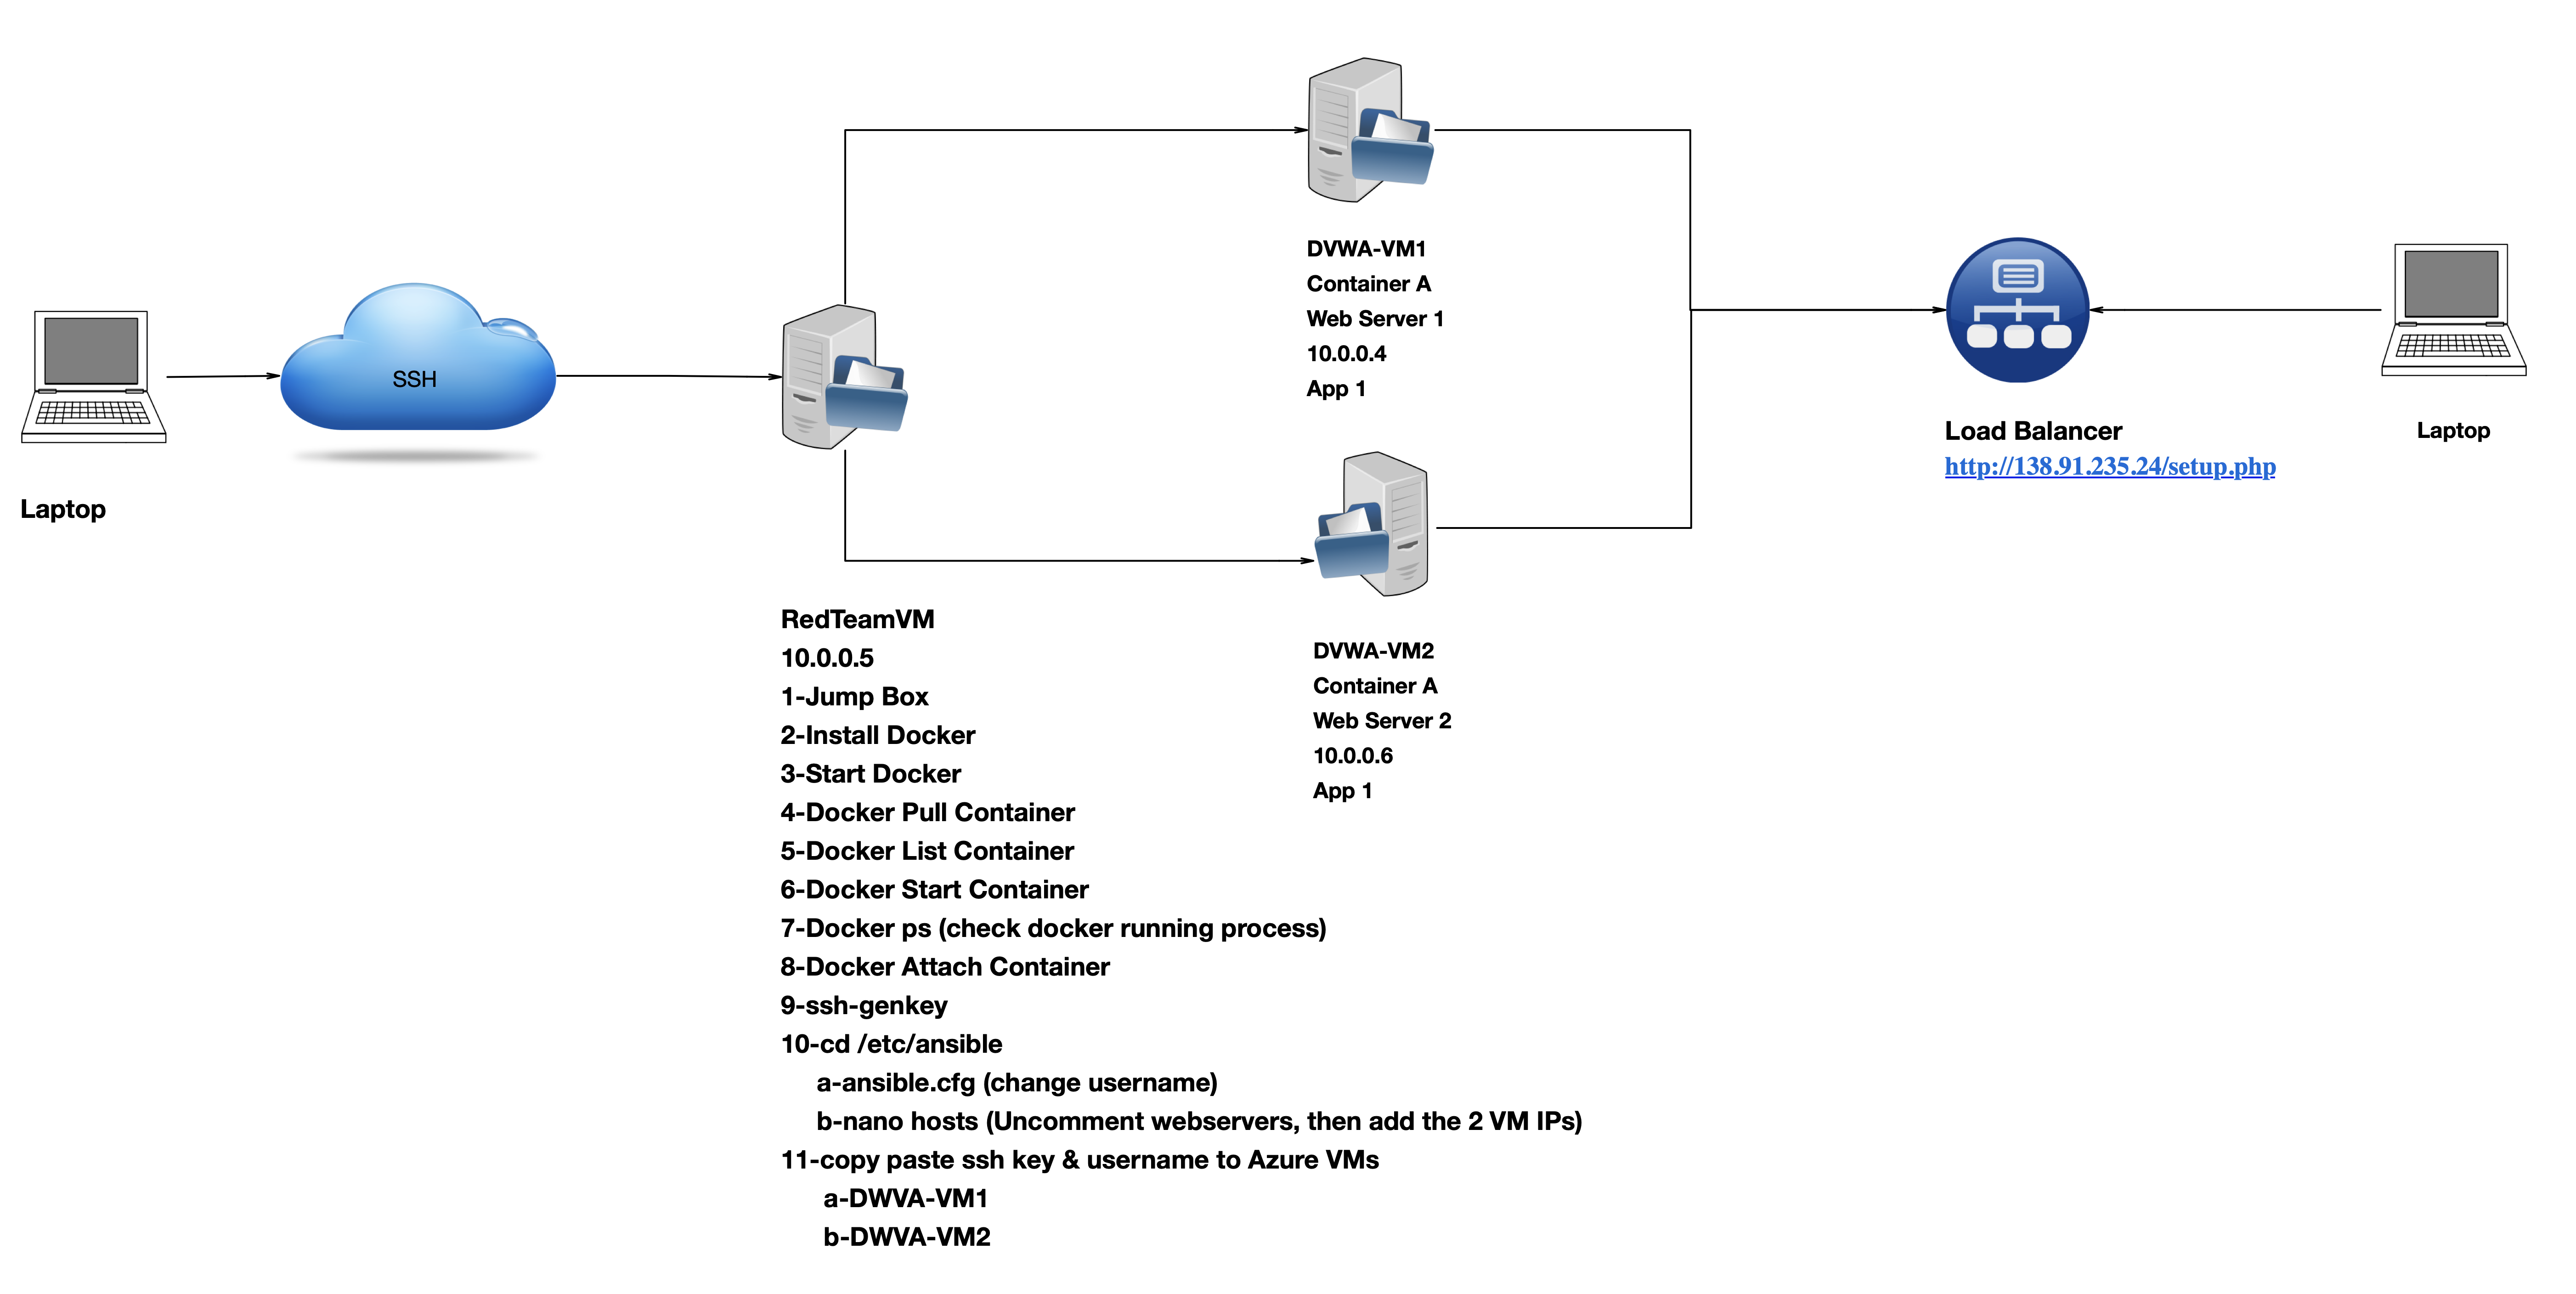 SSH
Laptop
RedTeamVM
10.0.0.5
1-Jump Box
2-Install Docker
3-Start Docker
4-Docker Pull Container
5-Docker List Container
6-Docker Start Container
7-Docker ps (check docker running process)
8-Docker Attach Container
9-ssh-genkey
10-cd /etc/ansible
a-ansible.cfg (change username)
b-nano hosts (Uncomment webservers, then add the 2 VM IPs)
11-copy paste ssh key & username to Azure VMs
a-DWVA-VM1
b-DWVA-VM2
DVWA-VM1
Container A
Web Server 1
10.0.0.4
App 1
DVWA-VM2
Container A
Web Server 2
10.0.0.6
App 1
Load Balancer
http://138.91.235.24/setup.php
Laptop